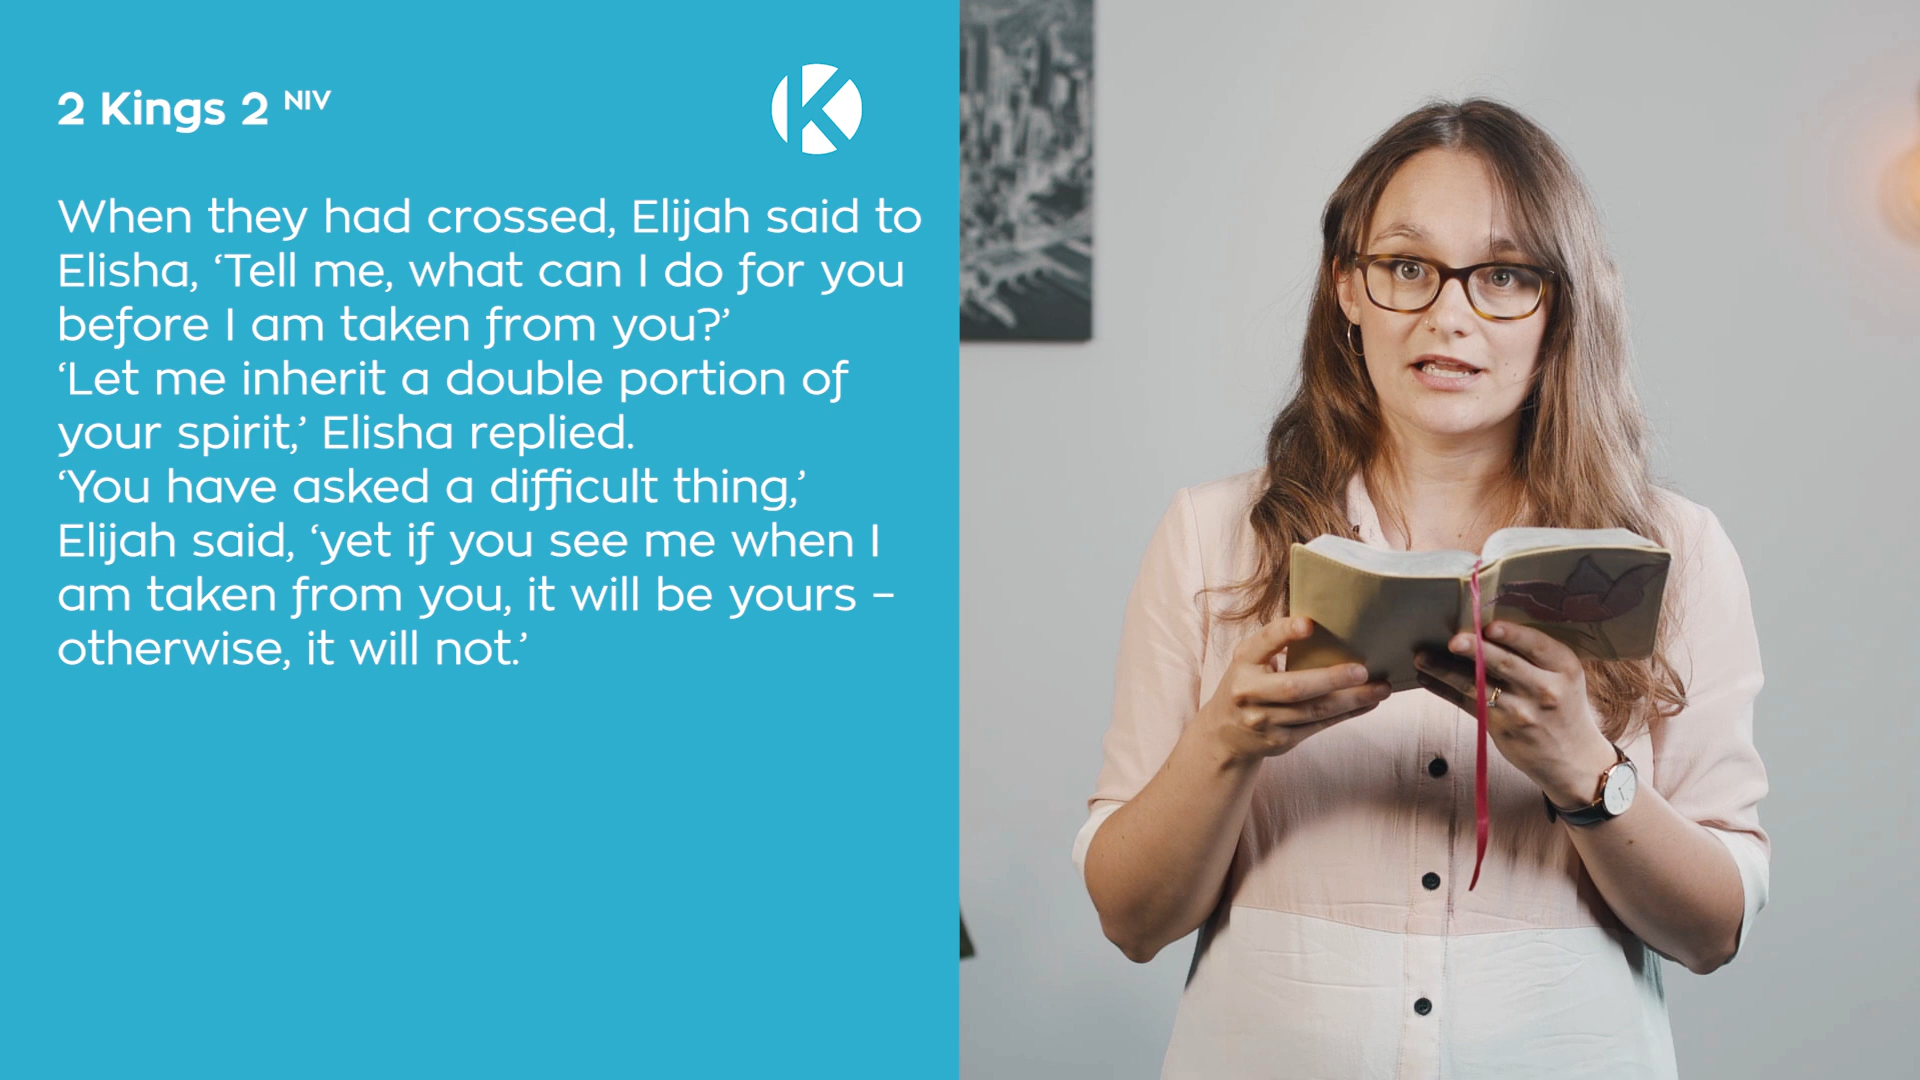 2 Kings 2 NIV
When they had crossed, Elijah said to
Elisha, ‘Tell me, what can I do for you
before I am taken from you?’
‘Let me inherit a double portion of
your spirit,’ Elisha replied.
‘You have asked a difficult thing,’
Elijah said, ‘yet if you see me when I
am taken from you, it will be yours –
otherwise, it will not.’